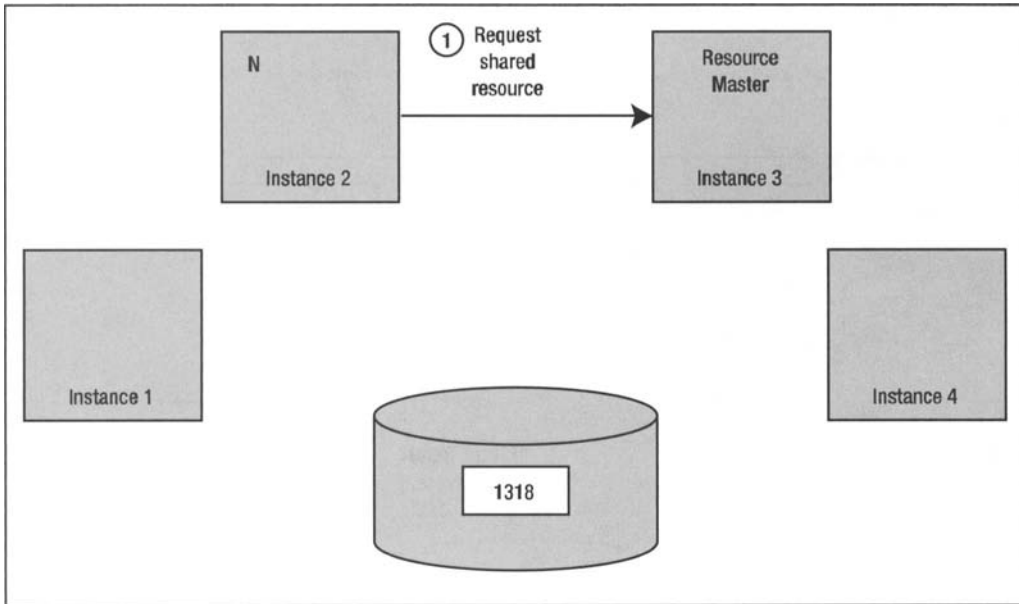 N
Instance 2
1 Request
shared
resource
Resource
Master
Instance 3
Instance 1
Instance 4
1318